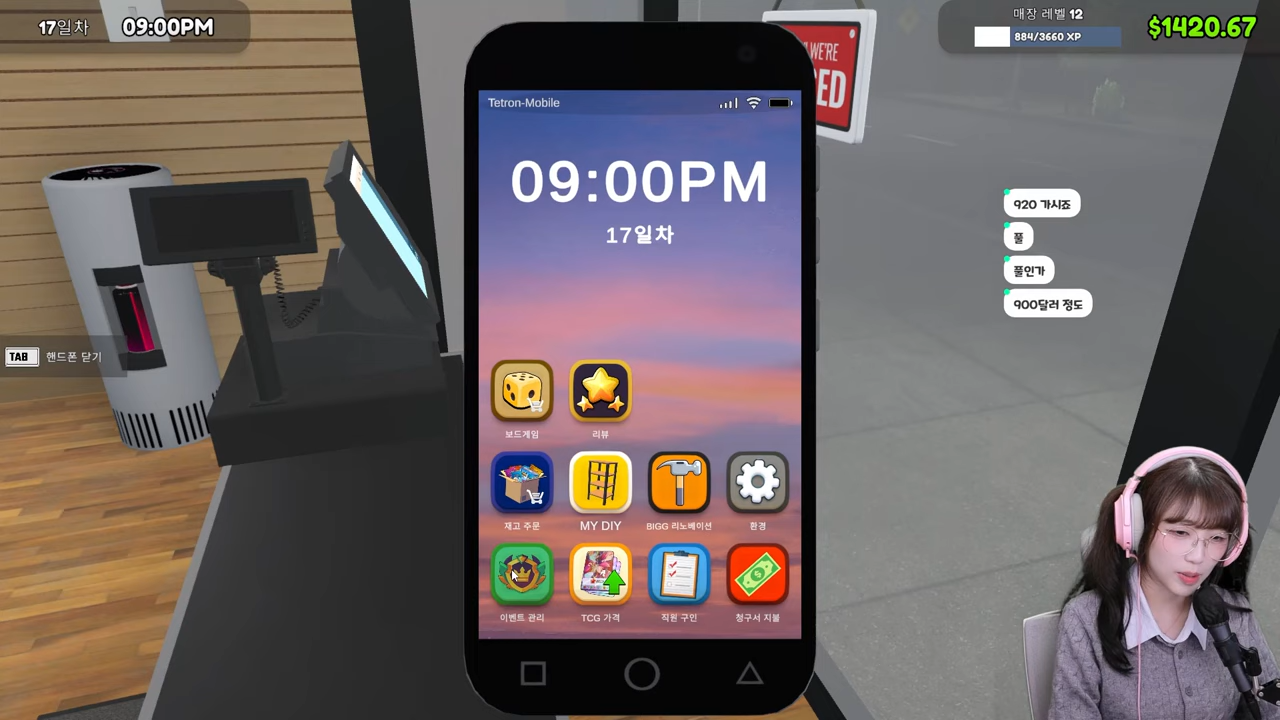 17일차 09:00PM
매장 레벨 12
884/3660 XP
$1420.67
WE'RE
Tetron-Mobile
09:00PM
17일차
920 가시죠
풀
풀인가
900달러 정도
TAB 핸드폰 닫기
보드게임 리뷰
재고 주문 MY DIY BIGG 리노베이션 환경
이벤트 관리 TCG 가격 직원 구인 청구서 지불